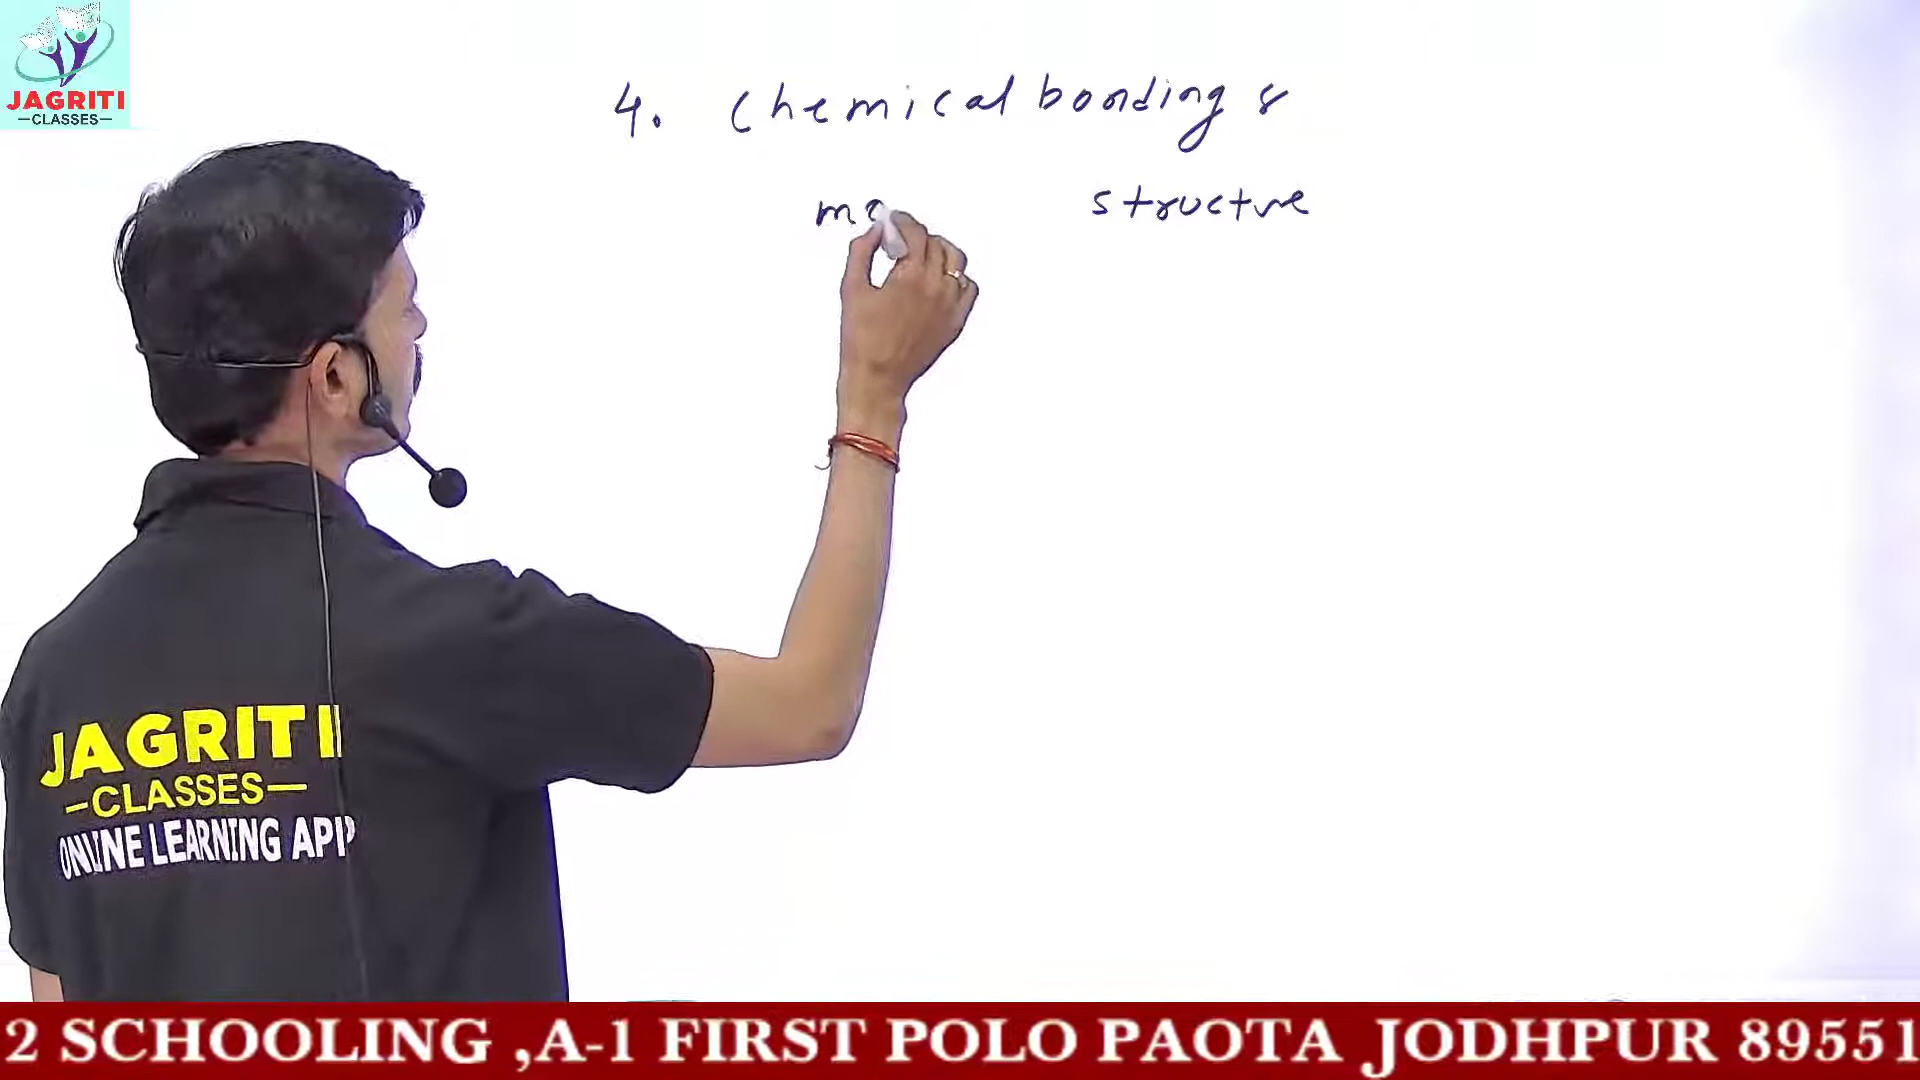 JAGRITI
—CLASSES—
4. Chemical bonding &
mo structure
JAGRITI
—CLASSES—
ONLINE LEARNING APP
2 SCHOOLING ,A-1 FIRST POLO PAOTA JODHPUR 89551